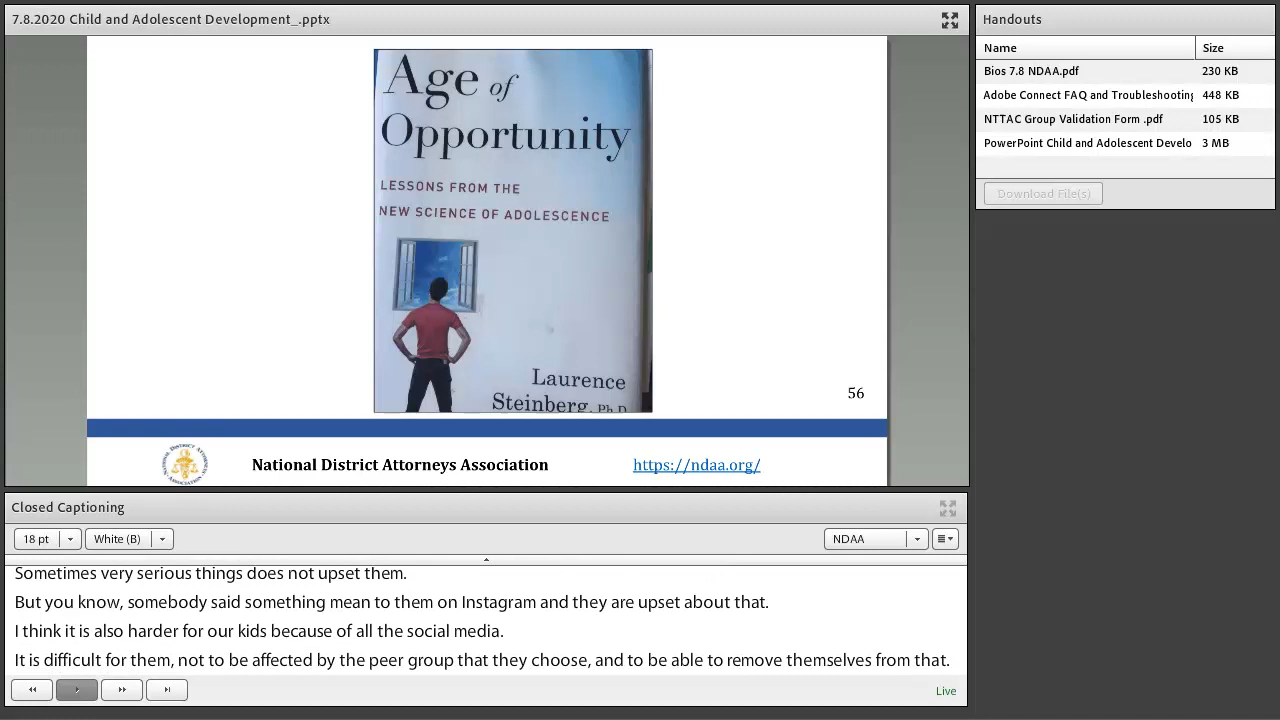 7.8.2020 Child and Adolescent Development_.pptx
Age of
Opportunity
LESSONS FROM THE
NEW SCIENCE OF ADOLESCENCE
Laurence
Steinberg, Ph.D.
56
National District Attorneys Association
https://ndaa.org/
Handouts
Name Size
Bios 7.8 NDAA.pdf 230 KB
Adobe Connect FAQ and Troubleshooting 448 KB
NTTAC Group Validation Form .pdf 105 KB
PowerPoint Child and Adolescent Develo 3 MB
Download File(s)
Closed Captioning
18 pt White (B) NDAA
Sometimes very serious things does not upset them.
But you know, somebody said something mean to them on Instagram and they are upset about that.
I think it is also harder for our kids because of all the social media.
It is difficult for them, not to be affected by the peer group that they choose, and to be able to remove themselves from that.
Live